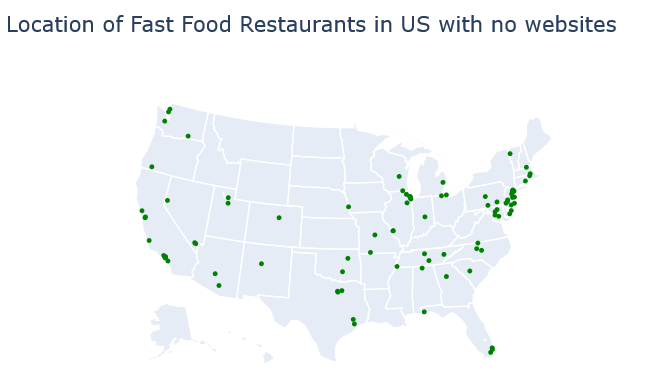 Location of Fast Food Restaurants in US with no websites